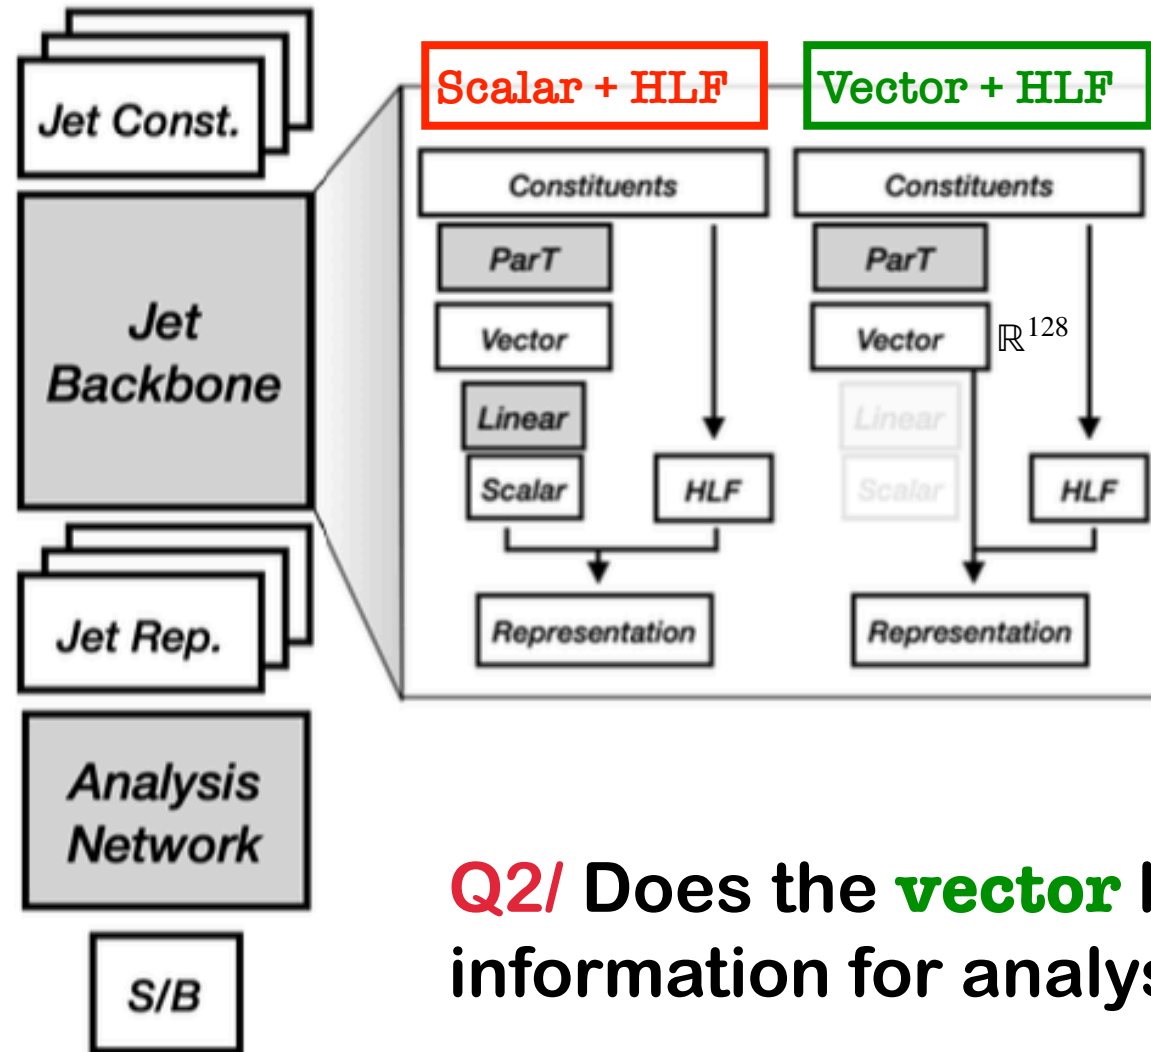 Jet Const.
Jet
Backbone
Jet Rep.
Analysis
Network
S/B
Scalar + HLF
Constituents
ParT
Vector
Linear
Scalar
HLF
Representation
Vector + HLF
Constituents
ParT
Vector
ℝ¹²⁸
Linear
Scalar
HLF
Representation
Q2/ Does the vector
information for analys